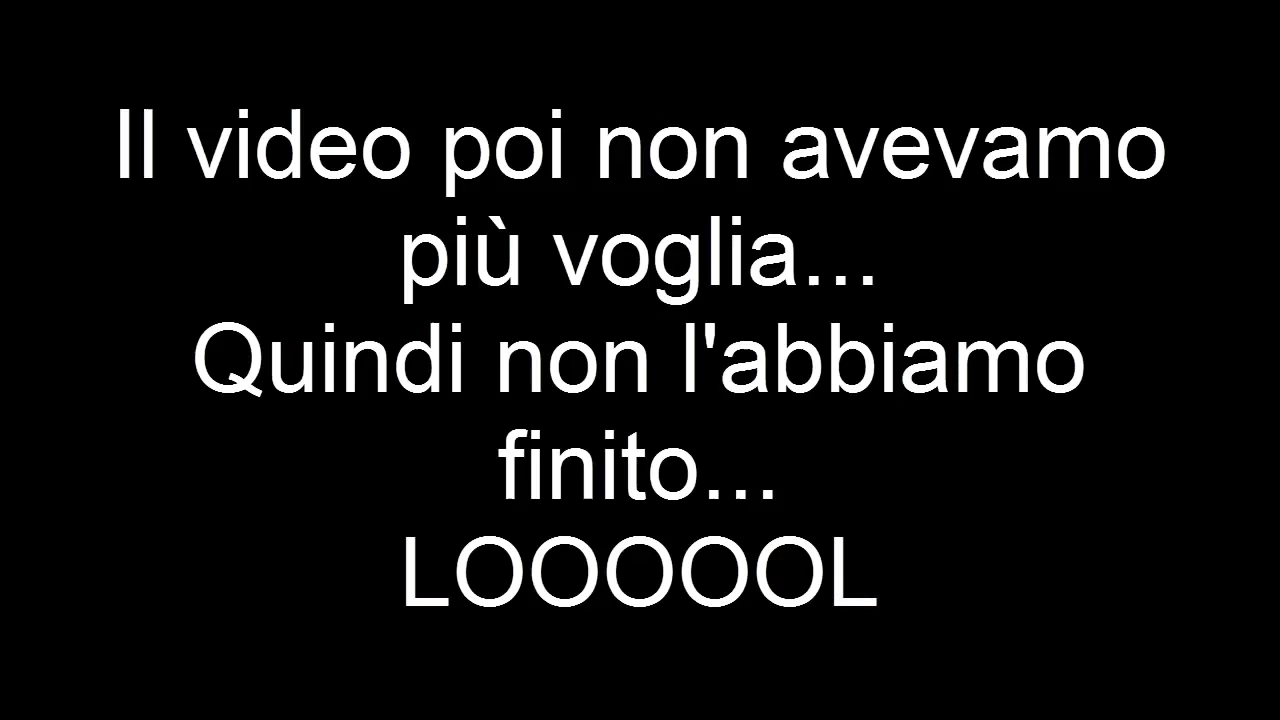 Il video poi non avevamo
più voglia...
Quindi non l'abbiamo
finito...
LOOOOOL